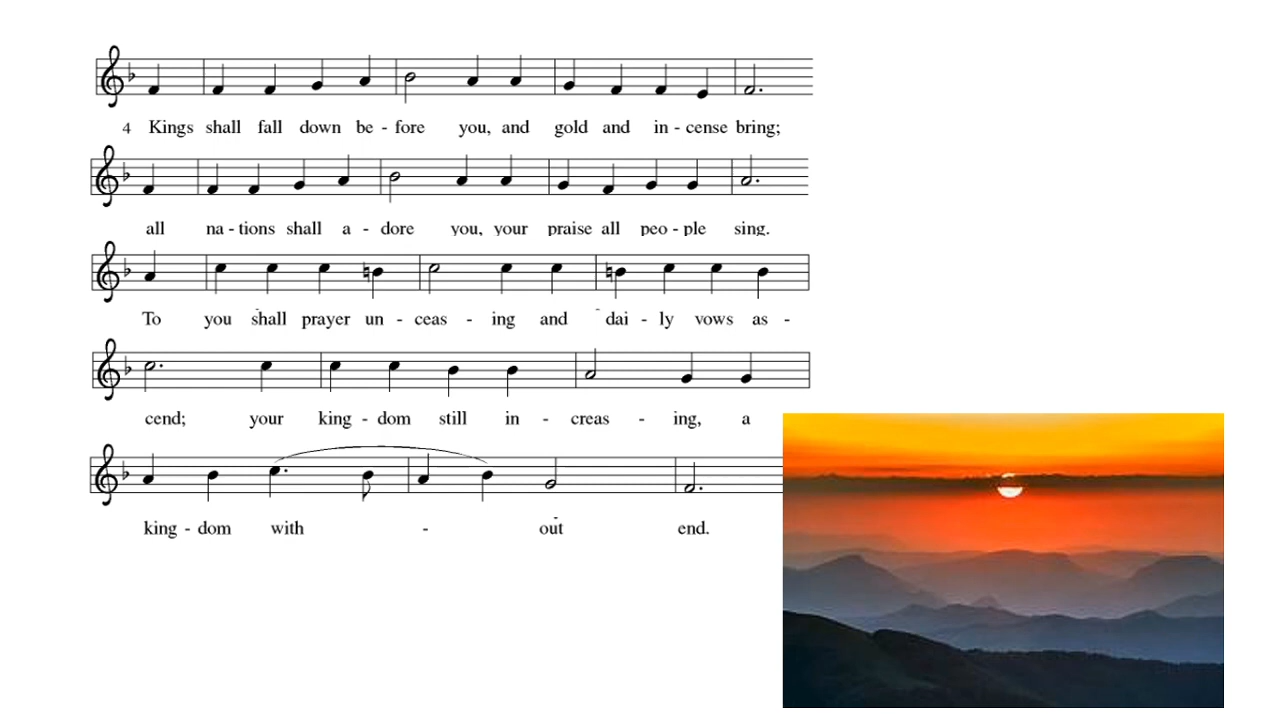 4 Kings shall fall down be - fore you, and gold and in - cense bring;
all na - tions shall a - dore you, your praise all peo - ple sing.
To you shall prayer un - ceas - ing and dai - ly vows as -
cend; your king - dom still in - creas - ing, a
king - dom with - out end.